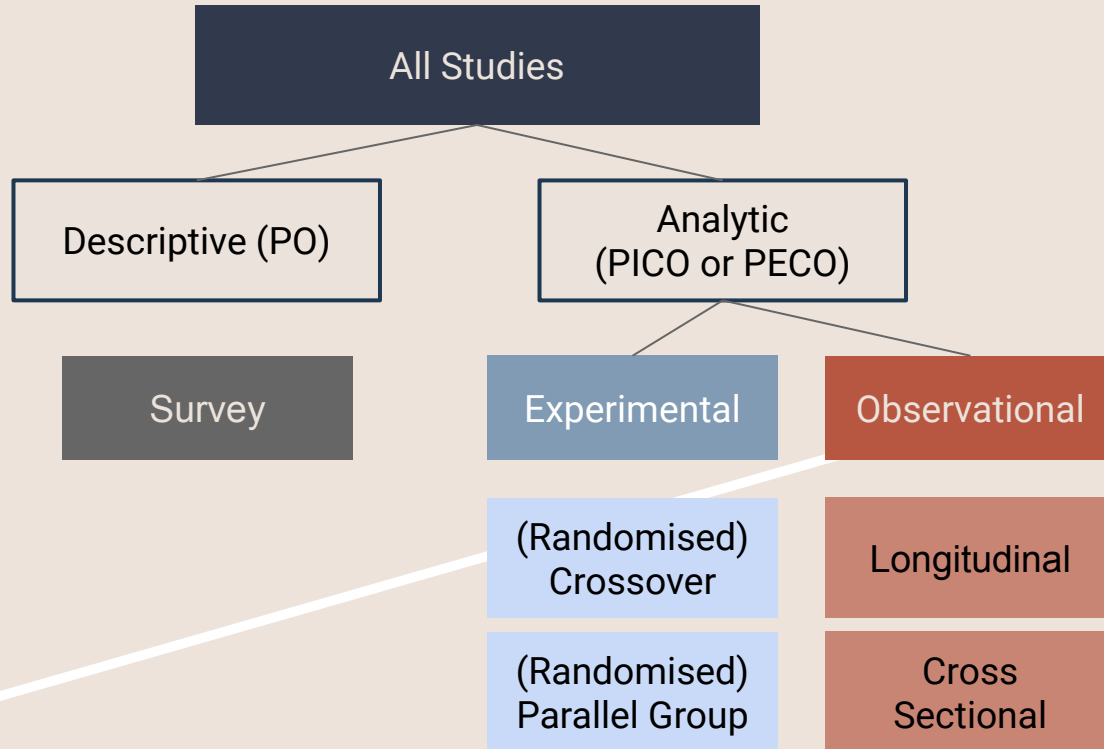 All Studies
Descriptive (PO)
Analytic
(PICO or PECO)
Survey
Experimental
Observational
(Randomised)
Crossover
Longitudinal
(Randomised)
Parallel Group
Cross
Sectional